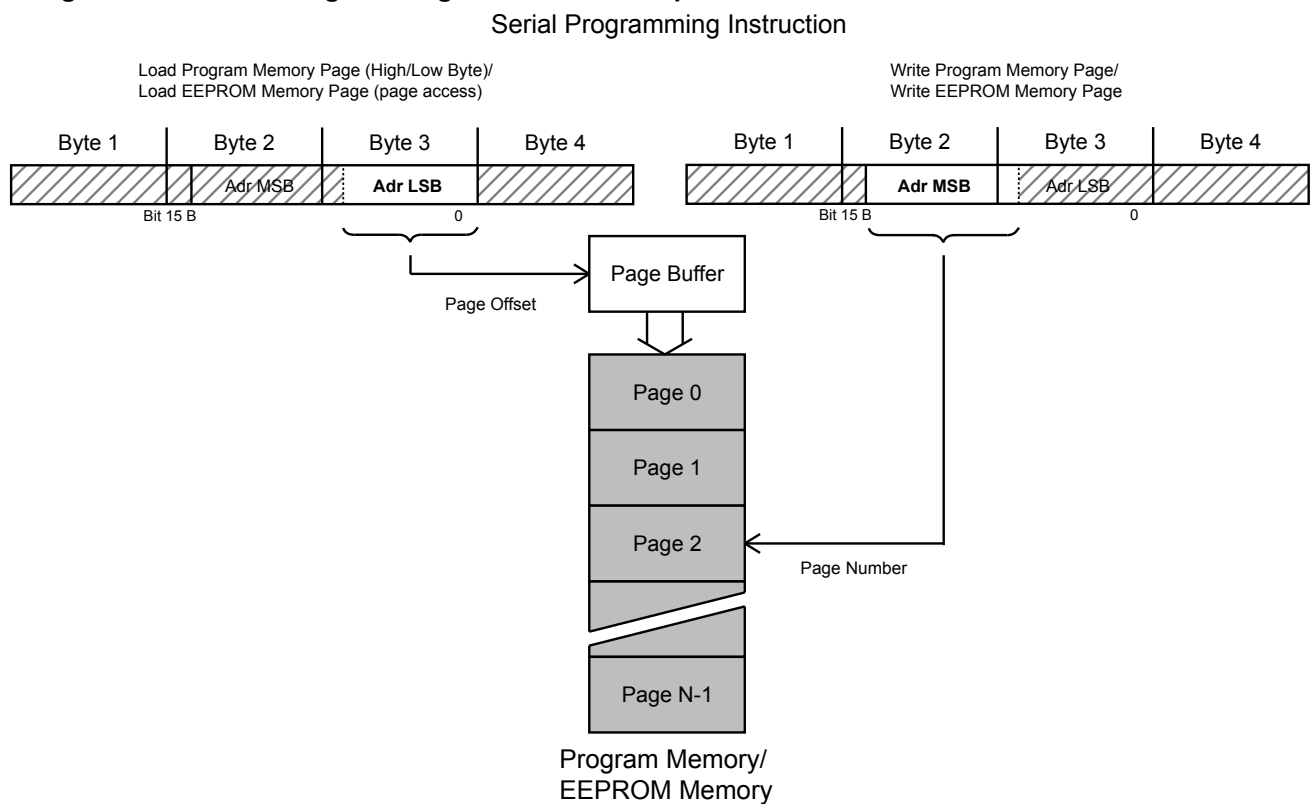 Serial Programming Instruction
Load Program Memory Page (High/Low Byte)/
Load EEPROM Memory Page (page access)
Write Program Memory Page/
Write EEPROM Memory Page
Byte 1
Byte 2
Byte 3
Byte 4
Byte 1
Byte 2
Byte 3
Byte 4
Adr MSB
Adr LSB
Adr MSB
Adr LSB
Bit 15 B
0
Bit 15 B
0
Page Buffer
Page Offset
Page 0
Page 1
Page 2
Page Number
Page N-1
Program Memory/
EEPROM Memory